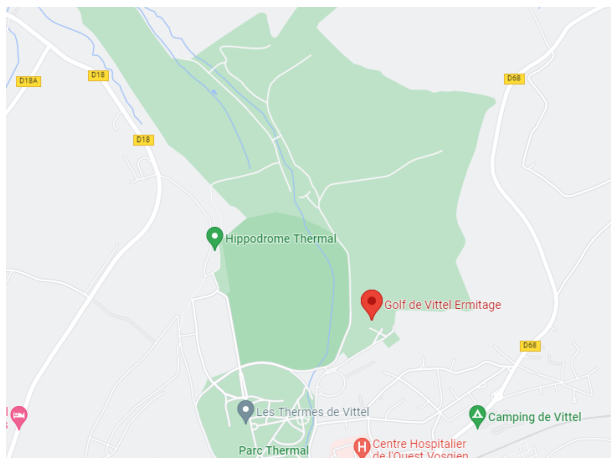 D18A
D18
D68
D18
Hippodrome Thermal
Golf de Vittel Ermitage
D68
Les Thermes de Vittel
Camping de Vittel
Parc Thermal
Centre Hospitalier
de l'Ouest Vosgien